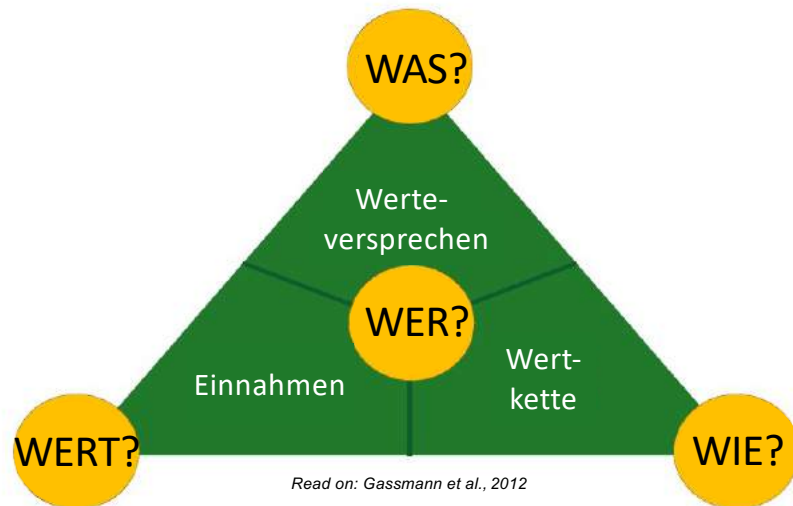 WAS?
Werte-
versprechen
WER?
Einnahmen
Wert-
kette
WERT?
WIE?
Read on: Gassmann et al., 2012